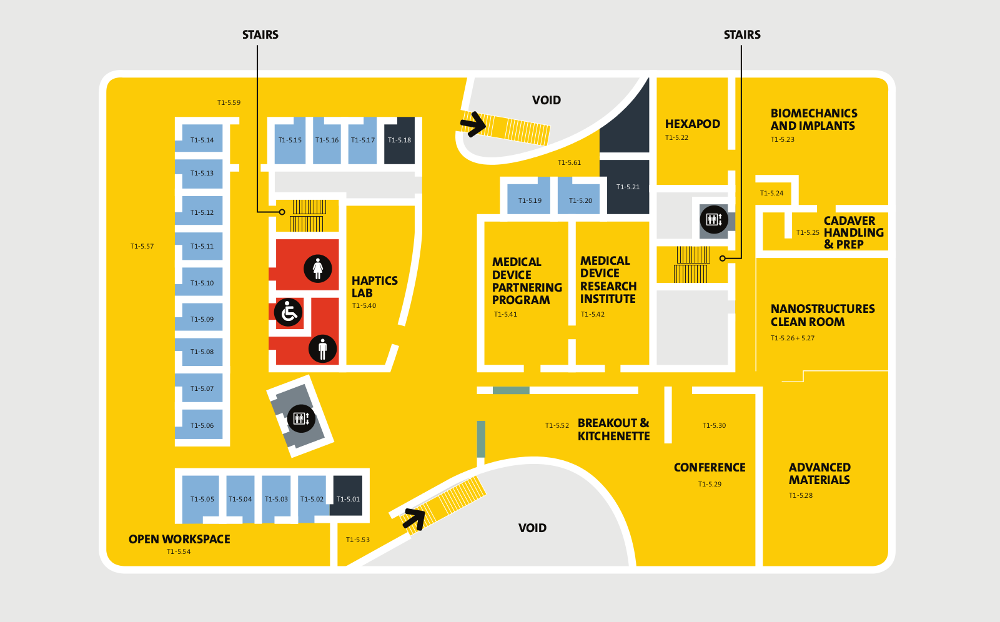 STAIRS
STAIRS
T1-5.59
VOID
HEXAPOD
T1-5.22
BIOMECHANICS
AND IMPLANTS
T1-5.23
T1-5.14
T1-5.15
T1-5.16
T1-5.17
T1-5.18
T1-5.61
T1-5.13
T1-5.21
T1-5.24
T1-5.19
T1-5.20
T1-5.12
CADAVER
HANDLING
& PREP
T1-5.25
T1-5.57
T1-5.11
MEDICAL
DEVICE
PARTNERING
PROGRAM
T1-5.41
MEDICAL
DEVICE
RESEARCH
INSTITUTE
T1-5.42
HAPTICS
LAB
T1-5.40
T1-5.10
T1-5.09
NANOSTRUCTURES
CLEAN ROOM
T1-5.26 + 5.27
T1-5.08
T1-5.07
T1-5.06
T1-5.52
BREAKOUT &
KITCHENETTE
T1-5.30
CONFERENCE
T1-5.29
ADVANCED
MATERIALS
T1-5.28
T1-5.05
T1-5.04
T1-5.03
T1-5.02
T1-5.01
VOID
OPEN WORKSPACE
T1-5.54
T1-5.53